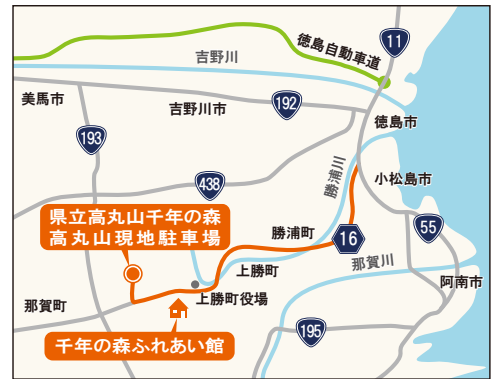 徳島自動車道
11
吉野川
美馬市
吉野川市
192
徳島市
193
勝浦川
438
小松島市
県立高丸山千年の森
高丸山現地駐車場
勝浦町
16
55
那賀川
上勝町
阿南市
那賀町
上勝町役場
195
千年の森ふれあい館